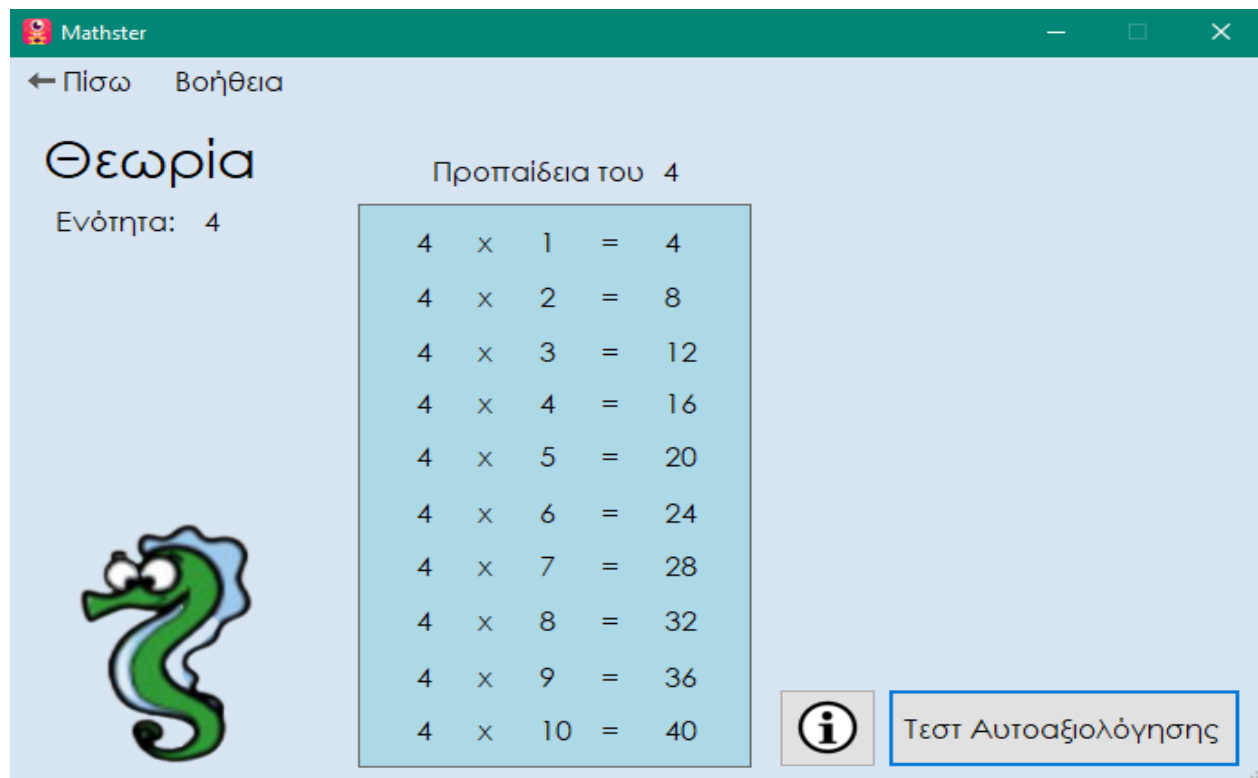 Mathster
Πίσω Βοήθεια
Θεωρία
Ενότητα: 4
Προπαίδεια του 4
4 x 1 = 4
4 x 2 = 8
4 x 3 = 12
4 x 4 = 16
4 x 5 = 20
4 x 6 = 24
4 x 7 = 28
4 x 8 = 32
4 x 9 = 36
4 x 10 = 40
Τεστ Αυτοαξιολόγησης